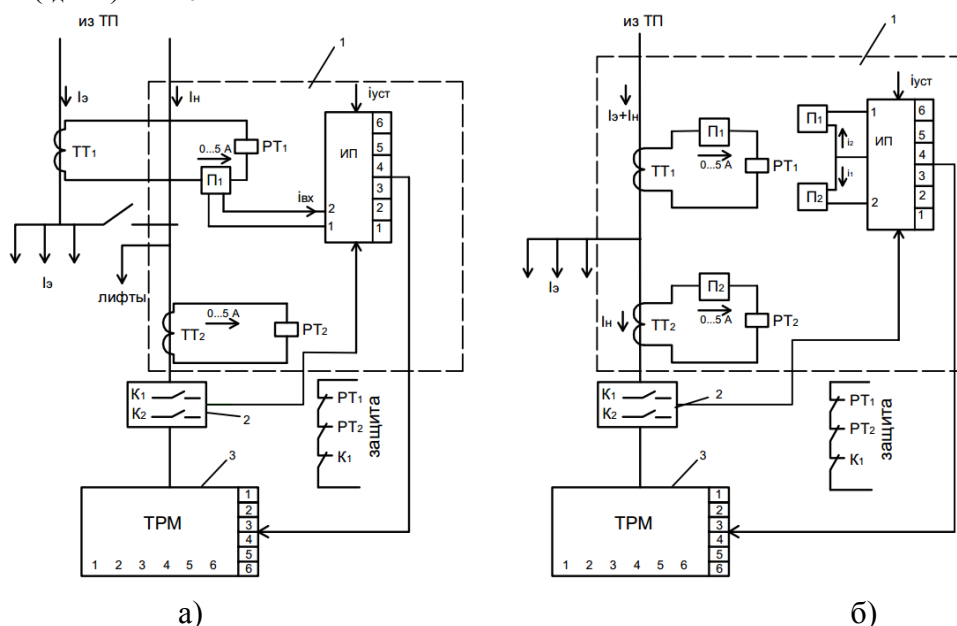 из ТП
1
Iэ
Iн
iуст
ТТ1
0...5 А
П1
РТ1
ИП
6
5
4
3
2
1
iвх
2
1
Iэ
лифты
ТТ2
0...5 А
РТ2
К1
К2
2
РТ1
РТ2
К1
защита
3
ТРМ
1
2
3
4
5
6
1 2 3 4 5 6
а)
из ТП
1
Iэ+Iн
iуст
ТТ1
П1
0...5 А
РТ1
П1
i2
i1
П2
1
ИП
2
6
5
4
3
2
1
Iэ
Iн
ТТ2
П2
0...5 А
РТ2
К1
К2
2
РТ1
РТ2
К1
защита
3
ТРМ
1
2
3
4
5
6
1 2 3 4 5 6
б)